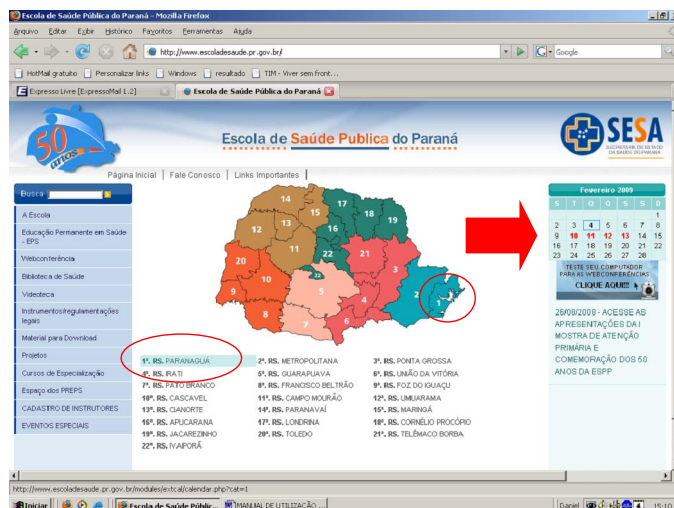 Escola de Saúde Pública do Paraná - Mozilla Firefox
Arquivo Editar Exibir Histórico Favoritos Ferramentas Ajuda
http://www.escoladesaude.pr.gov.br/
Google
HotMail gratuito Personalizar links Windows resultado TIM - Viver sem front...
Expresso Livre [ExpressoMail 1.2] Escola de Saúde Pública do Paraná
50 anos
Escola de Saúde Publica do Paraná
SESA
SECRETARIA DE ESTADO
DA SAÚDE DO PARANÁ
Página Inicial | Fale Conosco | Links Importantes |
Busca
A Escola
Educação Permanente em Saúde
- EPS
Webconferência
Biblioteca de Saúde
Videoteca
Instrumentos/regulamentações
legais
Material para Download
Projetos
Cursos de Especialização
Espaço dos PREPS
CADASTRO DE INSTRUTORES
EVENTOS ESPECIAIS
14
15
17
13
18
19
12
16
11
22
21
20
3
10
22
5
9
4
2
1
8
7
6
1ª. RS. PARANAGUÁ 2ª. RS. METROPOLITANA 3ª. RS. PONTA GROSSA
4ª. RS. IRATI 5ª. RS. GUARAPUAVA 6ª. RS. UNIÃO DA VITÓRIA
7ª. RS. PATO BRANCO 8ª. RS. FRANCISCO BELTRÃO 9ª. RS. FOZ DO IGUAÇU
10ª. RS. CASCAVEL 11ª. RS. CAMPO MOURÃO 12ª. RS. UMUARAMA
13ª. RS. CIANORTE 14ª. RS. PARANAVAÍ 15ª. RS. MARINGÁ
16ª. RS. APUCARANA 17ª. RS. LONDRINA 18ª. RS. CORNÉLIO PROCÓPIO
19ª. RS. JACAREZINHO 20ª. RS. TOLEDO 21ª. RS. TELÊMACO BORBA
22ª. RS. IVAIPORÃ
Fevereiro 2009
S T Q Q S S D
1
2 3 4 5 6 7 8
9 10 11 12 13 14 15
16 17 18 19 20 21 22
23 24 25 26 27 28
TESTE SEU COMPUTADOR
PARA AS WEBCONFERÊNCIAS
CLIQUE AQUI!!!
26/08/2008 - ACESSE AS
APRESENTAÇÕES DA I
MOSTRA DE ATENÇÃO
PRIMÁRIA E
COMEMORAÇÃO DOS 50
ANOS DA ESPP
http://www.escoladesaude.pr.gov.br/modules/extcal/calendar.php?cat=1
Iniciar Escola de Saúde Públic... MANUAL DE UTILIZAÇÃO ... Daniel 15:10